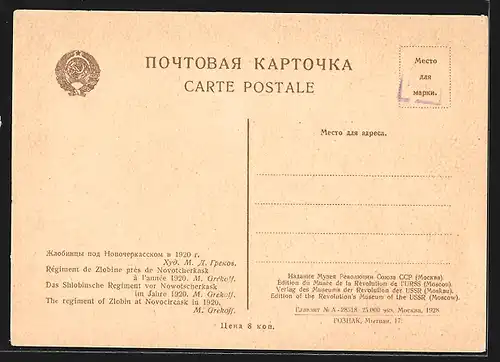 ПОЧТОВАЯ КАРТОЧКА
CARTE POSTALE
Место
для
марки.
Место для адреса.
Жлобинцы под Новочеркасском в 1920 г.
Худ. М. Д. Греков.
Régiment de Zlobine près de Novotcherkask
à l'année 1920. M. Grékoff.
Das Shlobinsche Regiment vor Nowotscherkask
im Jahre 1920. M. Grekoff.
The regiment of Zlobin at Novocircask in 1920.
M. Grekoff.
Цена 8 коп.
Издание Музея Революции Союза ССР (Москва).
Édition du Musée de la Révolution de l'URSS (Moscou).
Verlag des Museums der Revolution der USSR (Moskau).
Edition of the Revolution's Museum of the USSR (Moscow).
Главлит № А-28518 25.000 экз. Москва, 1928
РОЗНАК, Мытная, 17.